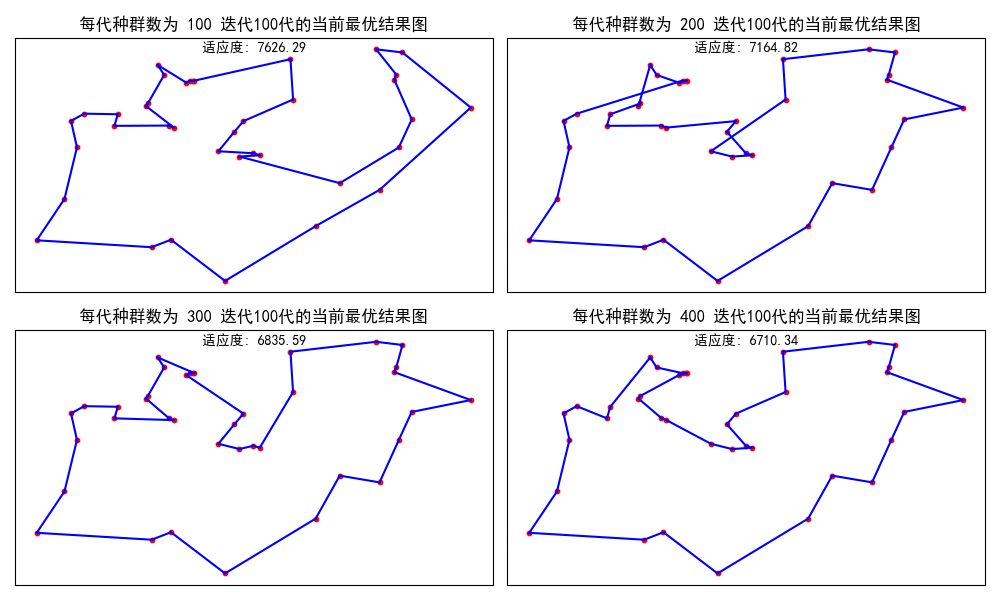 每代种群数为 100 迭代100代的当前最优结果图
适应度: 7626.29
每代种群数为 200 迭代100代的当前最优结果图
适应度: 7164.82
每代种群数为 300 迭代100代的当前最优结果图
适应度: 6835.59
每代种群数为 400 迭代100代的当前最优结果图
适应度: 6710.34